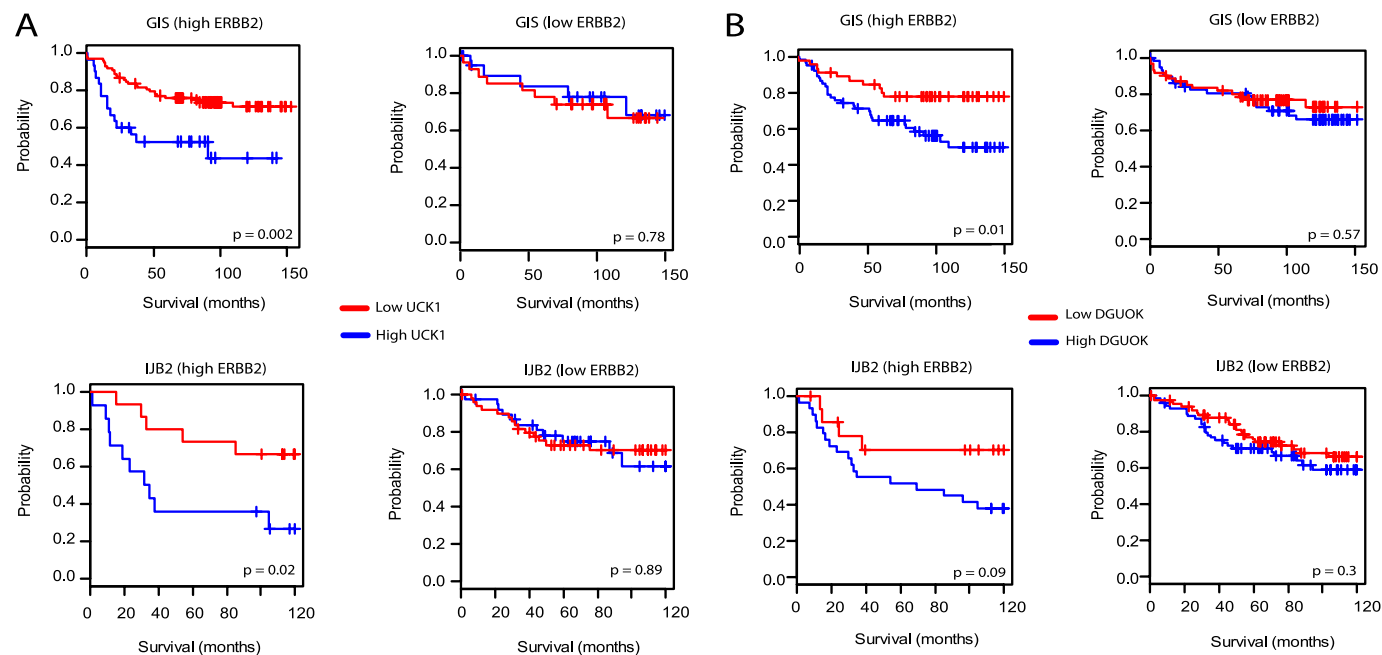 A
GIS (high ERBB2)
1.0
0.8
0.6
0.4
0.2
0.0
Probability
p = 0.002
0 50 100 150
Survival (months)
GIS (low ERBB2)
1.0
0.8
0.6
0.4
0.2
0.0
Probability
p = 0.78
0 50 100 150
Survival (months)
Low UCK1
High UCK1
IJB2 (high ERBB2)
1.0
0.8
0.6
0.4
0.2
0.0
Probability
p = 0.02
0 20 40 60 80 120
Survival (months)
IJB2 (low ERBB2)
1.0
0.8
0.6
0.4
0.2
0.0
Probability
p = 0.89
0 20 40 60 80 120
Survival (months)
B
GIS (high ERBB2)
1.0
0.8
0.6
0.4
0.2
0.0
Probability
p = 0.01
0 50 100 150
Survival (months)
GIS (low ERBB2)
1.0
0.8
0.6
0.4
0.2
0.0
Probability
p = 0.57
0 50 100 150
Survival (months)
Low DGUOK
High DGUOK
IJB2 (high ERBB2)
1.0
0.8
0.6
0.4
0.2
0.0
Probability
p = 0.09
0 20 40 60 80 120
Survival (months)
IJB2 (low ERBB2)
1.0
0.8
0.6
0.4
0.2
0.0
Probability
p = 0.3
0 20 40 60 80 120
Survival (months)